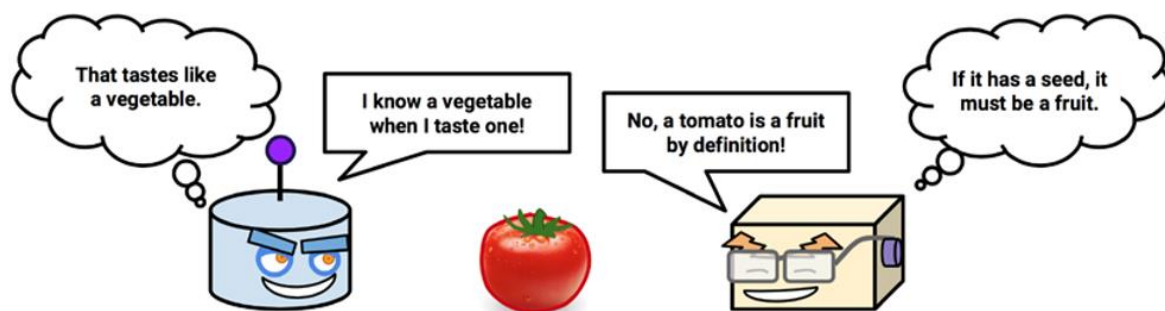 That tastes like
a vegetable.
I know a vegetable
when I taste one!
No, a tomato is a fruit
by definition!
If it has a seed, it
must be a fruit.